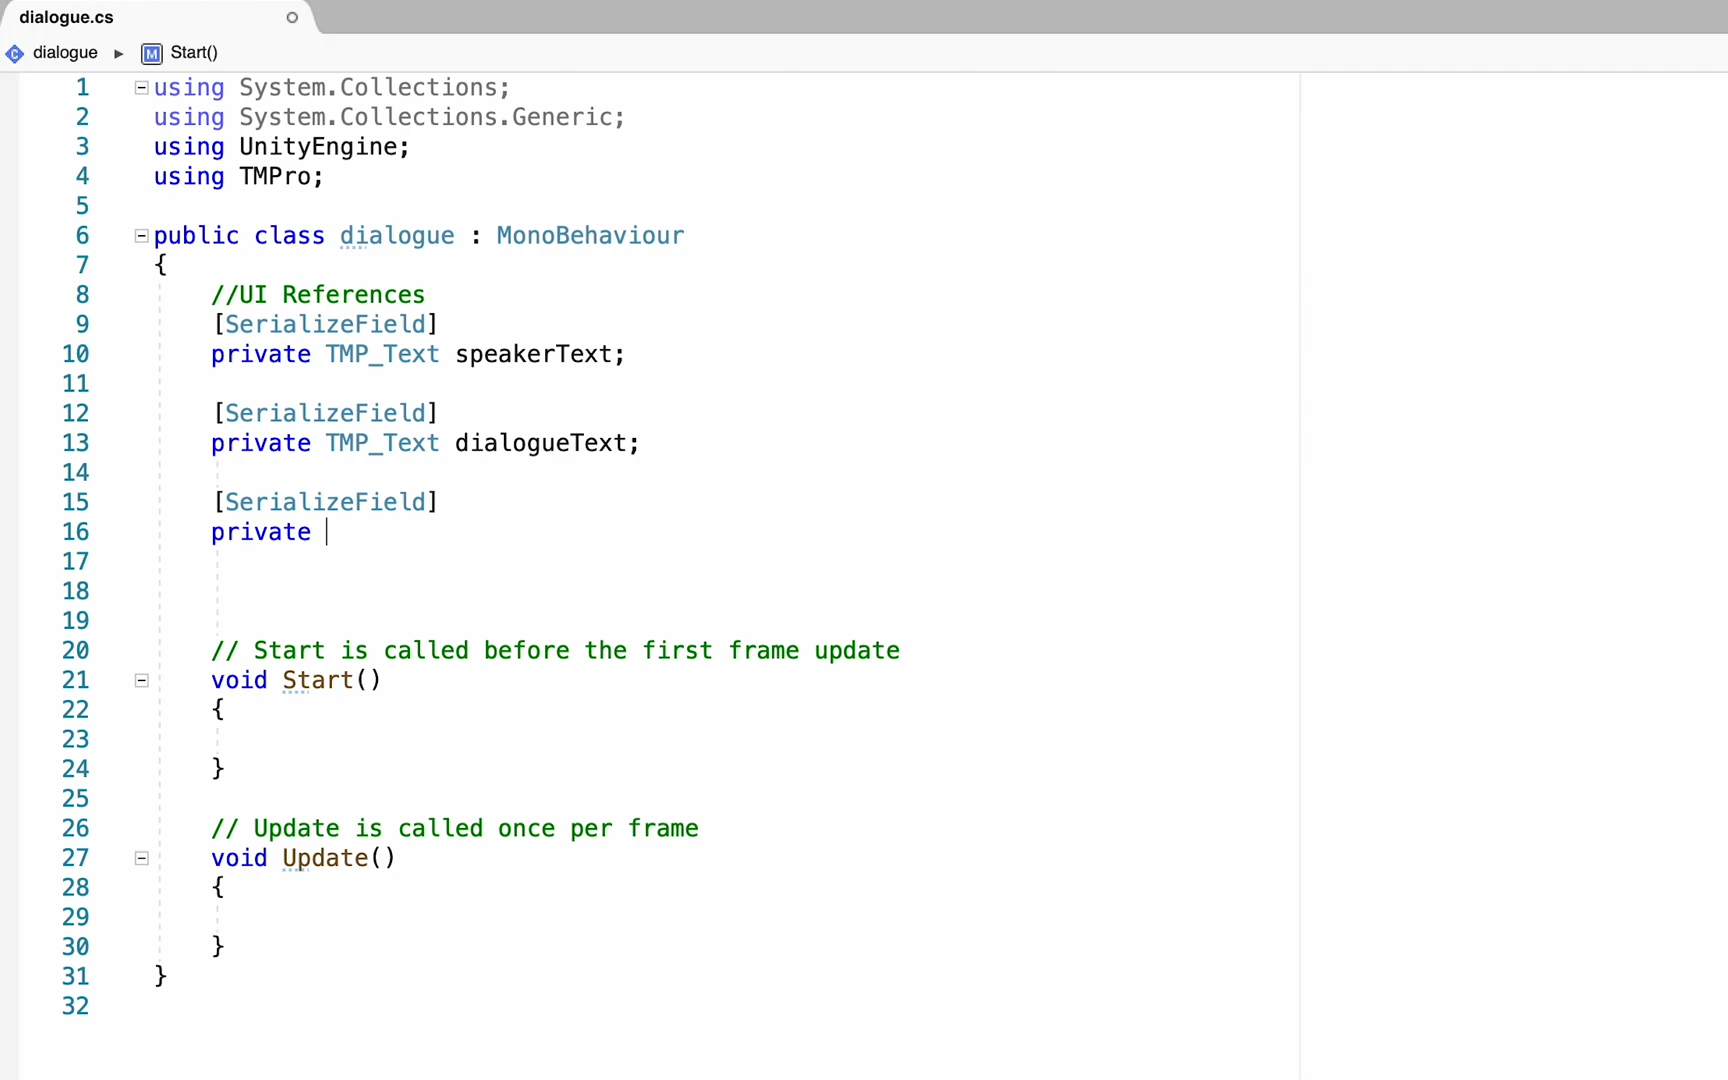 dialogue.cs
dialogue ▸ M Start()
1 using System.Collections;
2 using System.Collections.Generic;
3 using UnityEngine;
4 using TMPro;
5
6 public class dialogue : MonoBehaviour
7 {
8 //UI References
9 [SerializeField]
10 private TMP_Text speakerText;
11
12 [SerializeField]
13 private TMP_Text dialogueText;
14
15 [SerializeField]
16 private
17
18
19
20 // Start is called before the first frame update
21 void Start()
22 {
23
24 }
25
26 // Update is called once per frame
27 void Update()
28 {
29
30 }
31 }
32